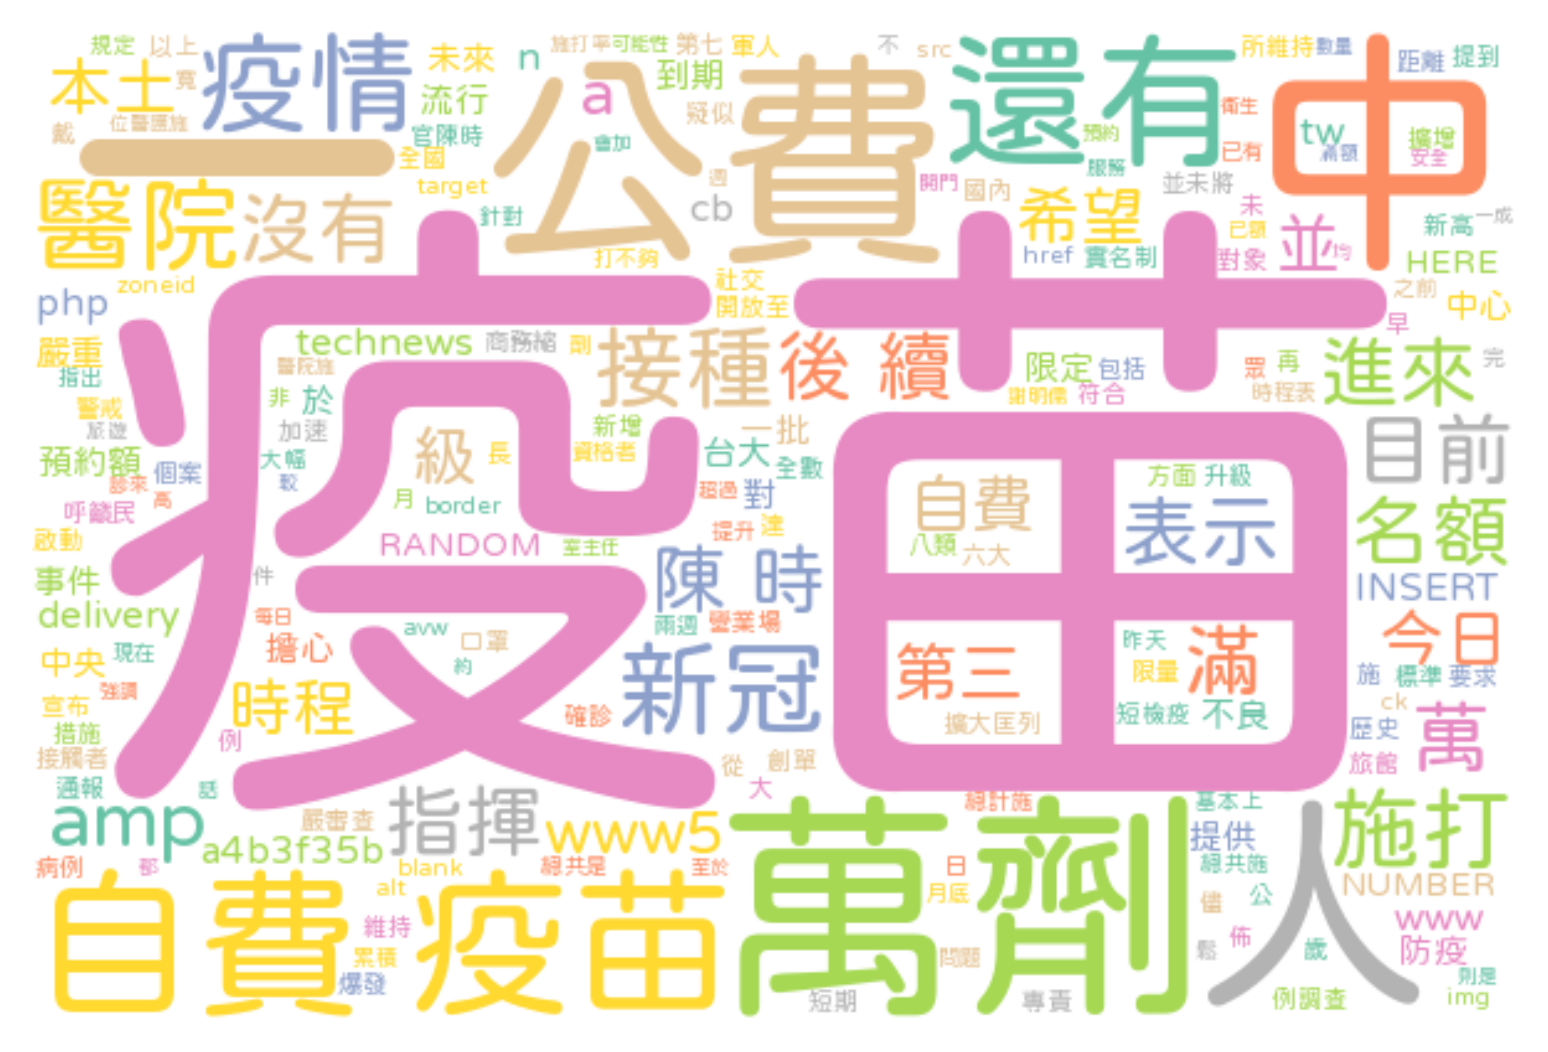 規定 以上 疫情 未來 n 施打率 可能性 第七 軍人 不 src 還有 所維持 數量 中 距離 提到
本土 寬 流行 a 到期 公費 衛生 tw 擴增
戴 位醫護施 官陳時 疑似 會加 預約 已有 滿額 安全
一 全國 target 週 服務 並未將
醫院 沒有 針對 cb 開門 國內 希望 未 已額 並 均 新高 一成
打不夠 href 實名制 對象 HERE
zoneid 社交 之前
php 開放至 早 中心
嚴重 technews 商務艙 劑 接種 後續 限定 包括 眾 再 進來 完
指出 醫院施 謝明儒 符合 時程表
警戒 非 於 新增 一批 疫苗 目前
旅遊 加速 級 長 資格者 台大 全數
預約額 個案 大幅 較 月 border 超過 對 自費 方面 升級 名額
診來 高
呼籲民 提升 達 八類 六大 表示
啟動 RANDOM 室主任
事件 件 陳時 INSERT
delivery 每日 avw 口罩 兩週 營業場 昨天 今日
中央 現在 擔心 約 新冠 第三 限量 滿 施 標準 要求
強調 ck
宣布 時程 確診 擴大匡列 短檢疫 不良 歷史 萬
措施 例
接觸者 從 創單 旅館
通報 話 大 總計施 基本上
amp 嚴審查 指揮 www5 萬劑 人 提供 施打
a4b3f35b
病例 都 blank 總共是 至於 日 總共施 NUMBER
自費疫苗 alt 月底 儘 公
維持 佈 www
累積 問題 鬆 歲 防疫
爆發 則是
短期 專責 例調查 img